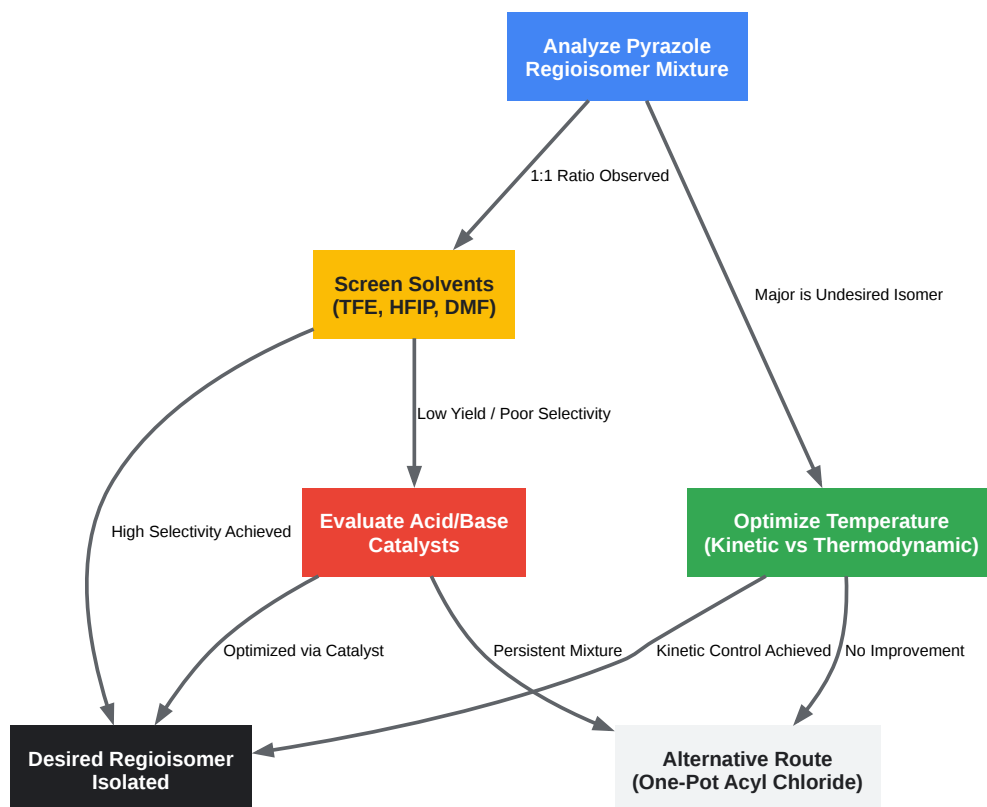 Analyze Pyrazole
Regioisomer Mixture
1:1 Ratio Observed
Screen Solvents
(TFE, HFIP, DMF)
Major is Undesired Isomer
Low Yield / Poor Selectivity
Evaluate Acid/Base
Catalysts
Optimize Temperature
(Kinetic vs Thermodynamic)
High Selectivity Achieved
Optimized via Catalyst
Persistent Mixture
Kinetic Control Achieved
No Improvement
Desired Regioisomer
Isolated
Alternative Route
(One-Pot Acyl Chloride)